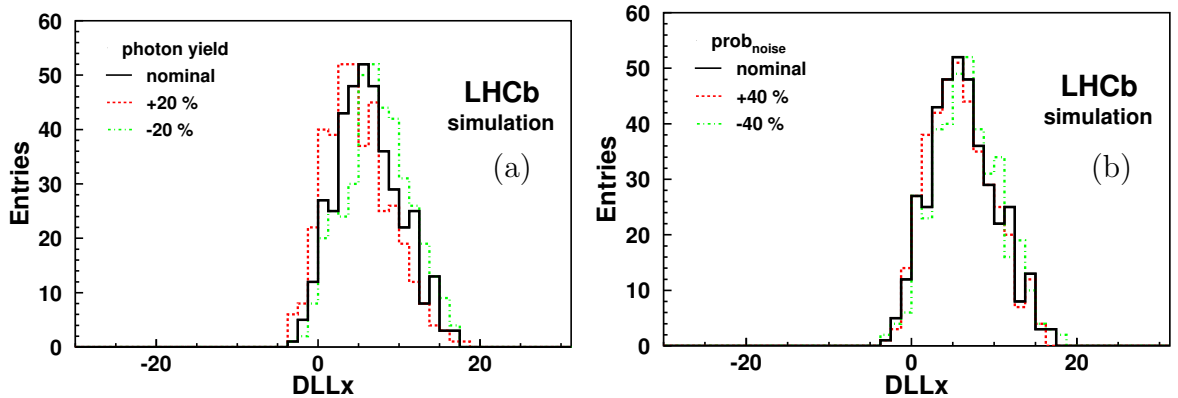 60
50
40
30
20
10
0
Entries
photon yield
nominal
+20 %
-20 %
LHCb
simulation
(a)
-20
0
20
DLLx
60
50
40
30
20
10
0
Entries
prob_noise
nominal
+40 %
-40 %
LHCb
simulation
(b)
-20
0
20
DLLx